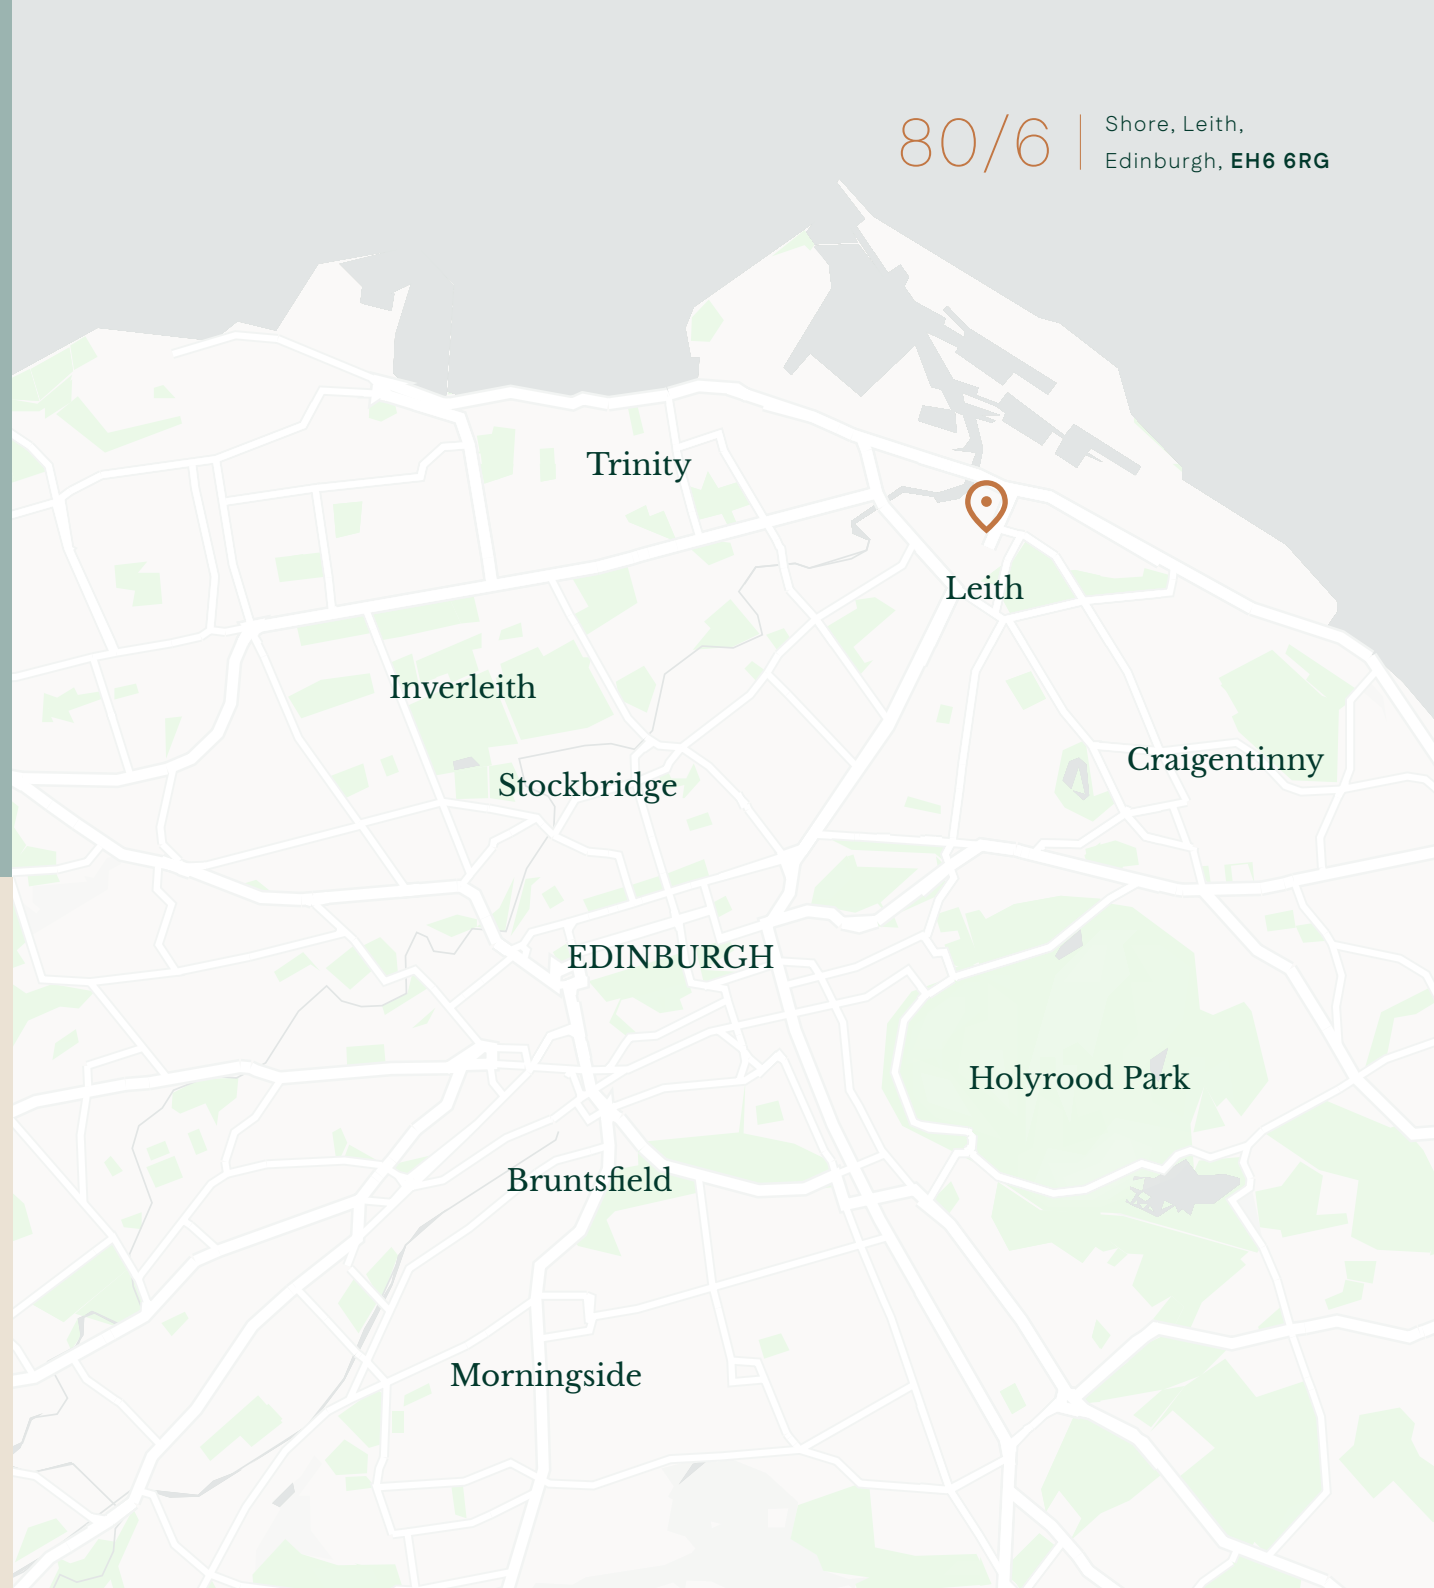 80/6
Shore, Leith,
Edinburgh, EH6 6RG
Trinity
Leith
Inverleith
Craigentinny
Stockbridge
EDINBURGH
Holyrood Park
Bruntsfield
Morningside